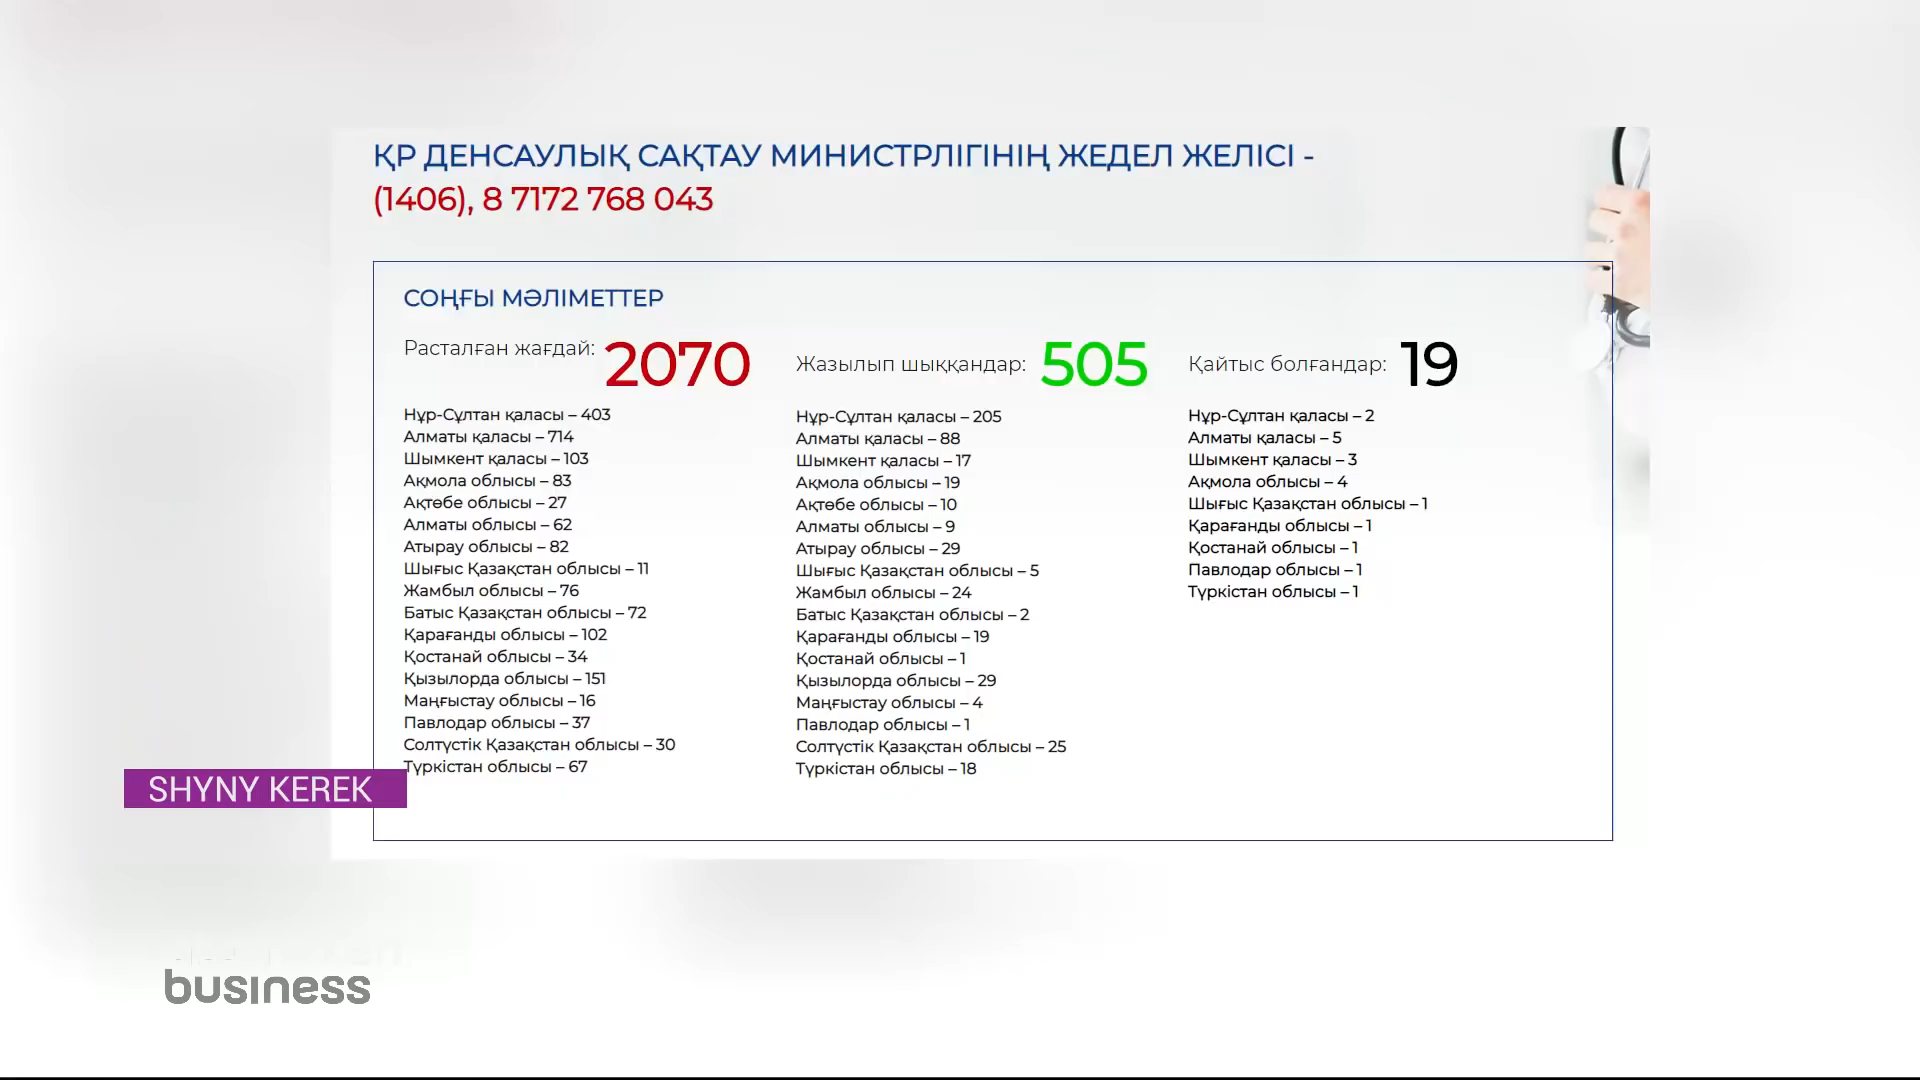 ҚР ДЕНСАУЛЫҚ САҚТАУ МИНИСТРЛІГІНІҢ ЖЕДЕЛ ЖЕЛІСІ -
(1406), 8 7172 768 043
СОҢҒЫ МӘЛІМЕТТЕР
Расталған жағдай: 2070
Нұр-Сұлтан қаласы – 403
Алматы қаласы – 714
Шымкент қаласы – 103
Ақмола облысы – 83
Ақтөбе облысы – 27
Алматы облысы – 62
Атырау облысы – 82
Шығыс Қазақстан облысы – 11
Жамбыл облысы – 76
Батыс Қазақстан облысы – 72
Қарағанды облысы – 102
Қостанай облысы – 34
Қызылорда облысы – 151
Маңғыстау облысы – 16
Павлодар облысы – 37
Солтүстік Қазақстан облысы – 30
Түркістан облысы – 67
Жазылып шыққандар: 505
Нұр-Сұлтан қаласы – 205
Алматы қаласы – 88
Шымкент қаласы – 17
Ақмола облысы – 19
Ақтөбе облысы – 10
Алматы облысы – 9
Атырау облысы – 29
Шығыс Қазақстан облысы – 5
Жамбыл облысы – 24
Батыс Қазақстан облысы – 2
Қарағанды облысы – 19
Қостанай облысы – 1
Қызылорда облысы – 29
Маңғыстау облысы – 4
Павлодар облысы – 1
Солтүстік Қазақстан облысы – 25
Түркістан облысы – 18
Қайтыс болғандар: 19
Нұр-Сұлтан қаласы – 2
Алматы қаласы – 5
Шымкент қаласы – 3
Ақмола облысы – 4
Шығыс Қазақстан облысы – 1
Қарағанды облысы – 1
Қостанай облысы – 1
Павлодар облысы – 1
Түркістан облысы – 1
SHYNY KEREK
business